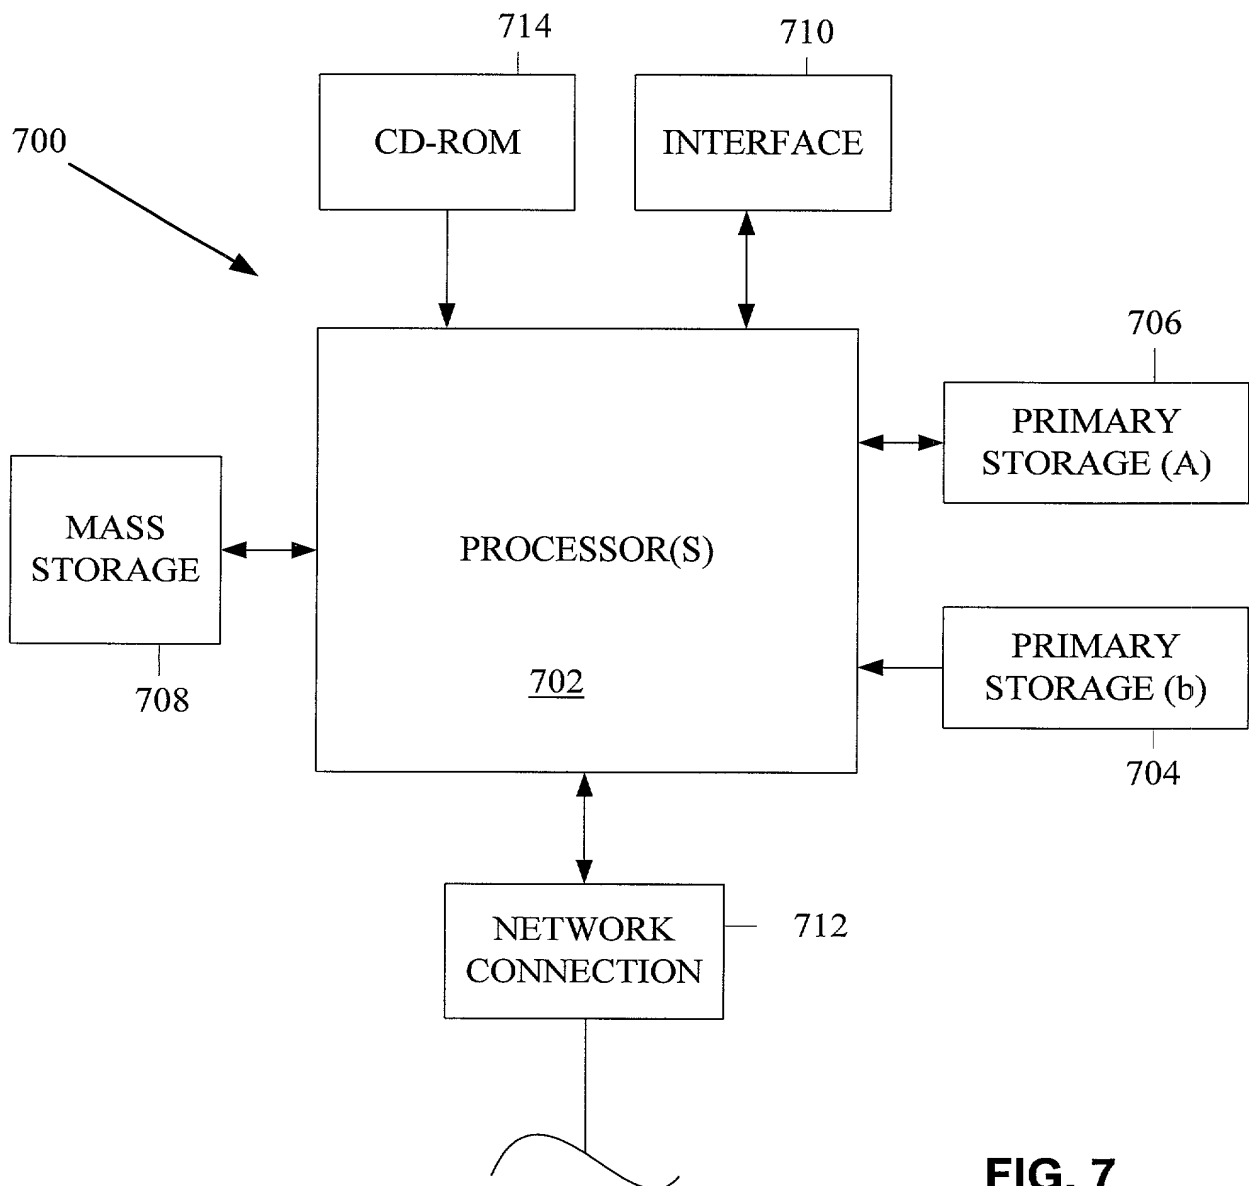 714
710
700
CD-ROM
INTERFACE
706
PRIMARY
STORAGE (A)
MASS
STORAGE
708
PROCESSOR(S)
702
PRIMARY
STORAGE (b)
704
NETWORK
CONNECTION
712
FIG. 7